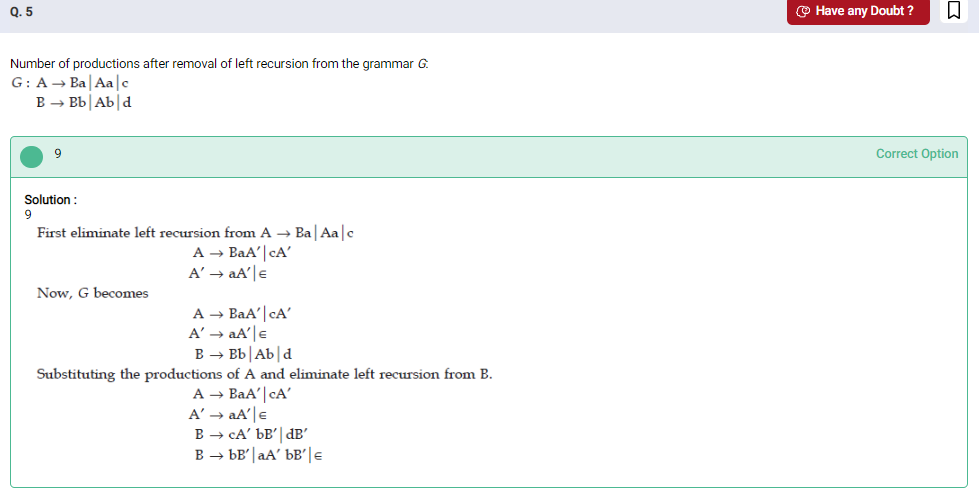 Q. 5
Have any Doubt ?
Number of productions after removal of left recursion from the grammar G:
G : A → Ba|Aa|c
B → Bb|Ab|d
9
Correct Option
Solution :
9
First eliminate left recursion from A → Ba|Aa|c
A → BaA′|cA′
A′ → aA′|∈
Now, G becomes
A → BaA′|cA′
A′ → aA′|∈
B → Bb|Ab|d
Substituting the productions of A and eliminate left recursion from B.
A → BaA′|cA′
A′ → aA′|∈
B → cA′ bB′|dB′
B → bB′|aA′ bB′|∈